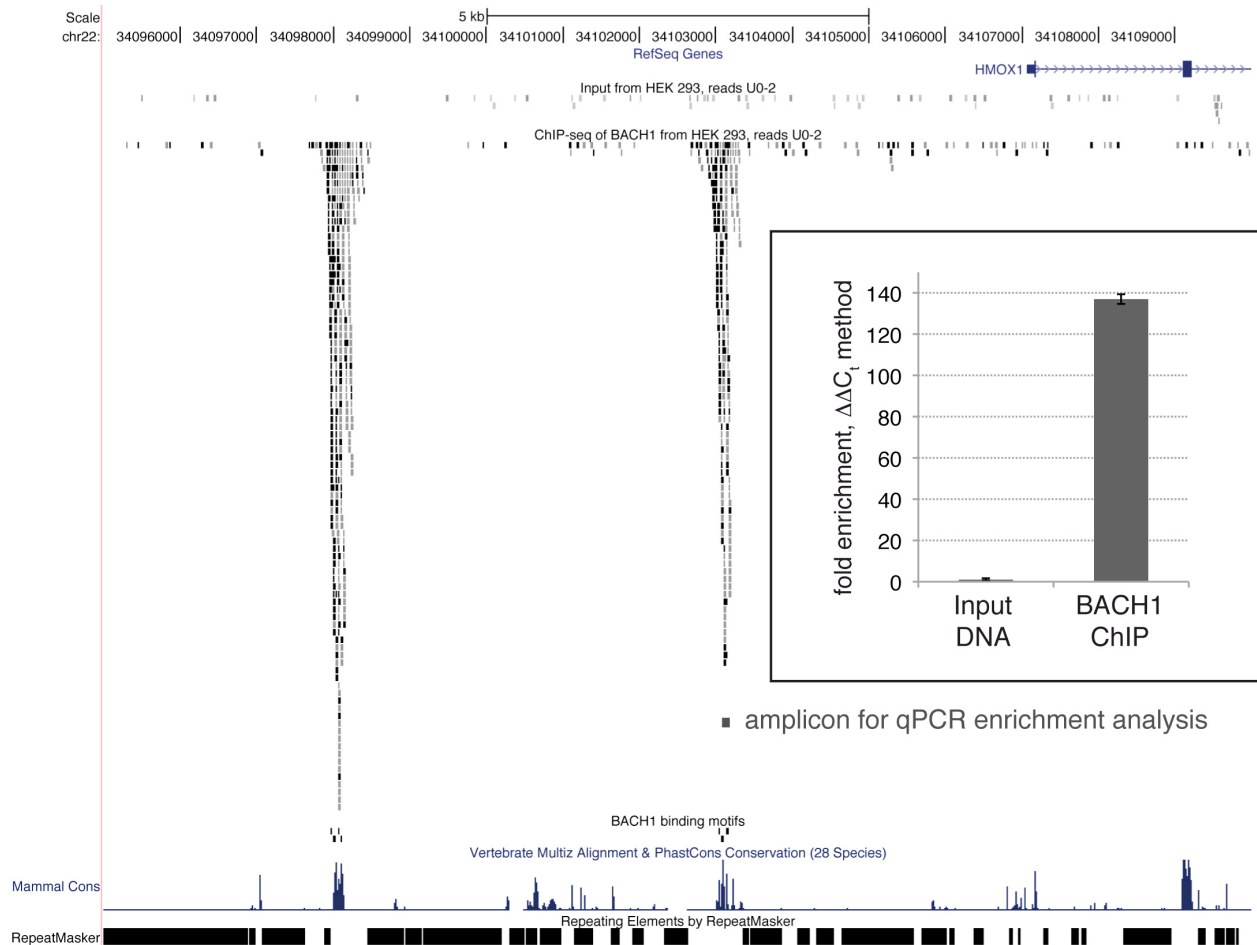 Scale 5 kb
chr22: 34096000 34097000 34098000 34099000 34100000 34101000 34102000 34103000 34104000 34105000 34106000 34107000 34108000 34109000
RefSeq Genes
HMOX1
Input from HEK 293, reads U0-2
ChIP-seq of BACH1 from HEK 293, reads U0-2
fold enrichment, ΔΔCt method
140
120
100
80
60
40
20
0
Input DNA
BACH1 ChIP
amplicon for qPCR enrichment analysis
BACH1 binding motifs
Vertebrate Multiz Alignment & PhastCons Conservation (28 Species)
Mammal Cons
Repeating Elements by RepeatMasker
RepeatMasker